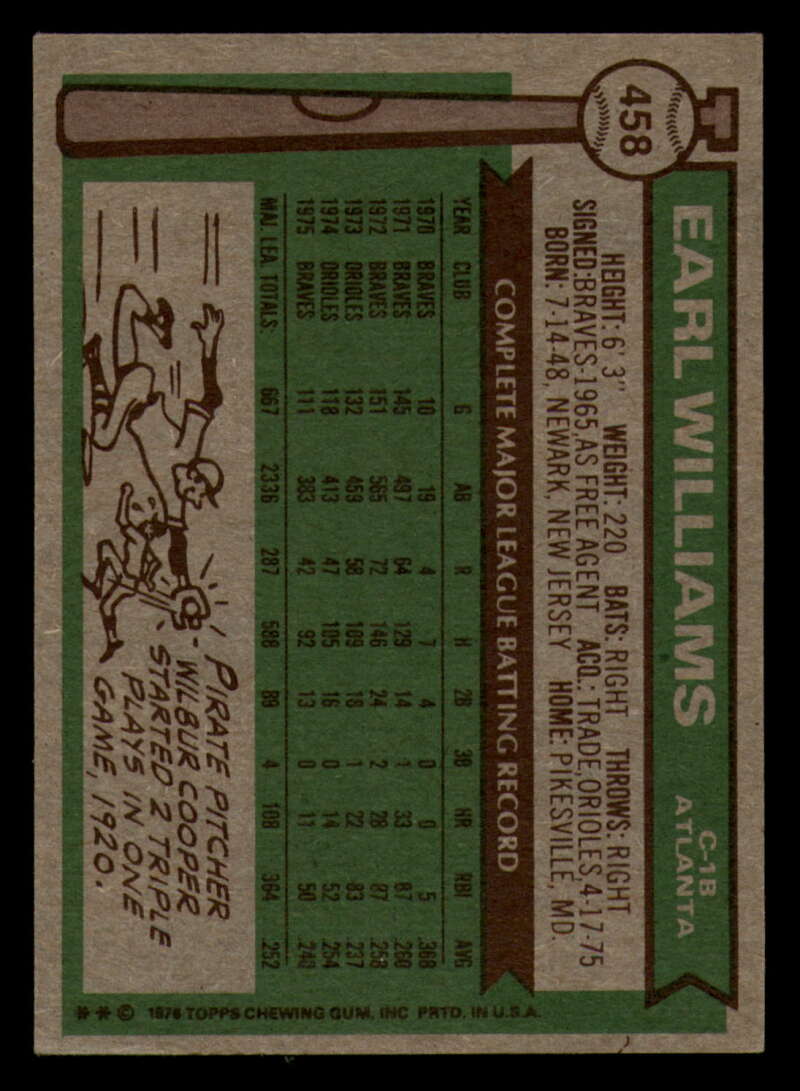 458
EARL WILLIAMS
C-1B
ATLANTA
HEIGHT: 6' 3" WEIGHT: 220 BATS: RIGHT THROWS: RIGHT
SIGNED: BRAVES-1965, AS FREE AGENT ACQ.: TRADE, ORIOLES, 4-17-75
BORN: 7-14-48, NEWARK, NEW JERSEY HOME: PIKESVILLE, MD.
COMPLETE MAJOR LEAGUE BATTING RECORD
YEAR CLUB G AB R H 2B 3B HR RBI AVG
1970 BRAVES 10 19 4 7 4 0 0 5 .368
1971 BRAVES 145 497 64 129 14 1 33 87 .260
1972 BRAVES 151 565 72 146 24 2 28 87 .258
1973 ORIOLES 132 459 58 109 18 1 22 83 .237
1974 ORIOLES 118 413 47 105 16 0 14 52 .254
1975 BRAVES 111 383 42 92 13 0 11 50 .240
MAJ. LEA. TOTALS: 667 2336 287 588 89 4 108 364 .252
PIRATE PITCHER
WILBUR COOPER
STARTED 2 TRIPLE
PLAYS IN ONE
GAME, 1920.
** © 1976 TOPPS CHEWING GUM, INC PRTD. IN U.S.A.